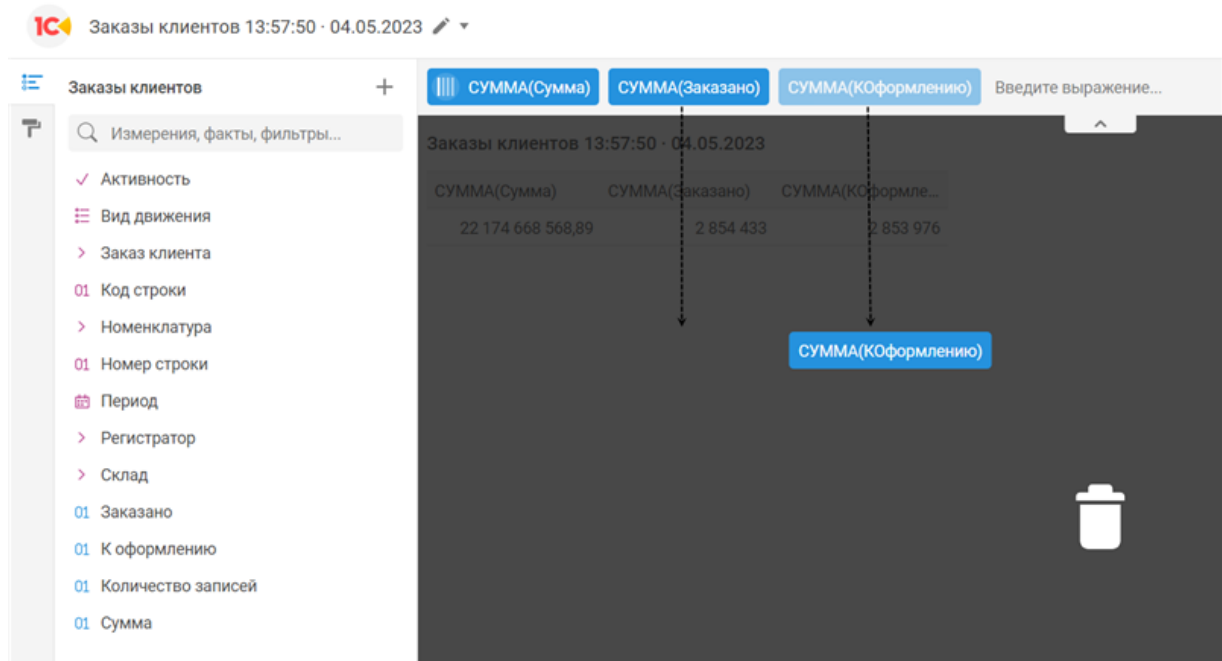 1С Заказы клиентов 13:57:50 · 04.05.2023
Заказы клиентов
Измерения, факты, фильтры...
Активность
Вид движения
Заказ клиента
01 Код строки
Номенклатура
01 Номер строки
Период
Регистратор
Склад
01 Заказано
01 К оформлению
01 Количество записей
01 Сумма
СУММА(Сумма) СУММА(Заказано) СУММА(КОформлению) Введите выражение...
Заказы клиентов 13:57:50 · 04.05.2023
СУММА(Сумма) СУММА(Заказано) СУММА(КОформле...
22 174 668 568,89 2 854 433 2 853 976
СУММА(КОформлению)